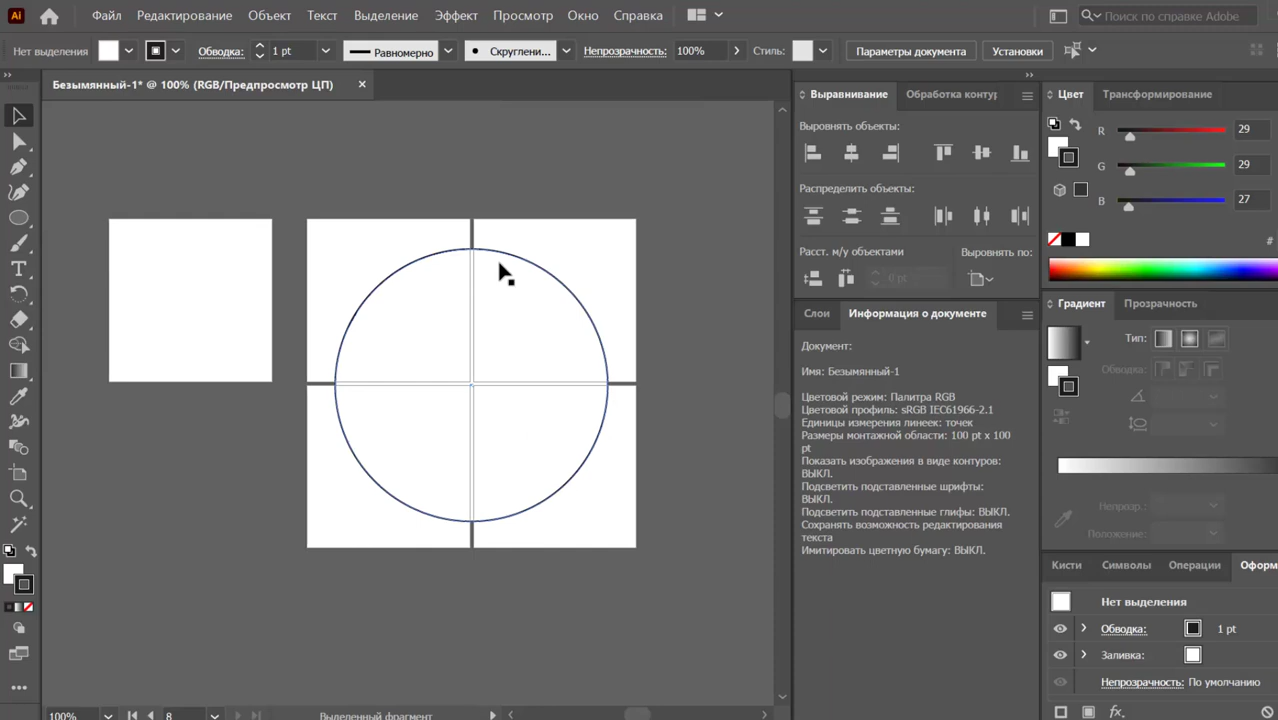 Ai Файл Редактирование Объект Текст Выделение Эффект Просмотр Окно Справка Поиск по справке Adobe
Нет выделения Обводка: 1 pt Равномерно Скруглени... Непрозрачность: 100% Стиль: Параметры документа Установки
Безымянный-1* @ 100% (RGB/Предпросмотр ЦП)
Выравнивание Обработка контур
Выровнять объекты:
Распределить объекты:
Расст. м/у объектами Выровнять по:
0 pt
Слои Информация о документе
Документ:
Имя: Безымянный-1
Цветовой режим: Палитра RGB
Цветовой профиль: sRGB IEC61966-2.1
Единицы измерения линеек: точек
Размеры монтажной области: 100 pt x 100
pt
Показать изображения в виде контуров:
ВЫКЛ.
Подсветить подставленные шрифты:
ВЫКЛ.
Подсветить подставленные глифы: ВЫКЛ.
Сохранять возможность редактирования
текста
Имитировать цветную бумагу: ВЫКЛ.
Цвет Трансформирование
R 29
G 29
B 27
#
Градиент Прозрачность
Тип:
Обводка:
Непрозр.:
Положение:
Кисти Символы Операции Оформ
Нет выделения
Обводка: 1 pt
Заливка:
Непрозрачность: По умолчанию
fx
100% 8 Выделенный фрагмент